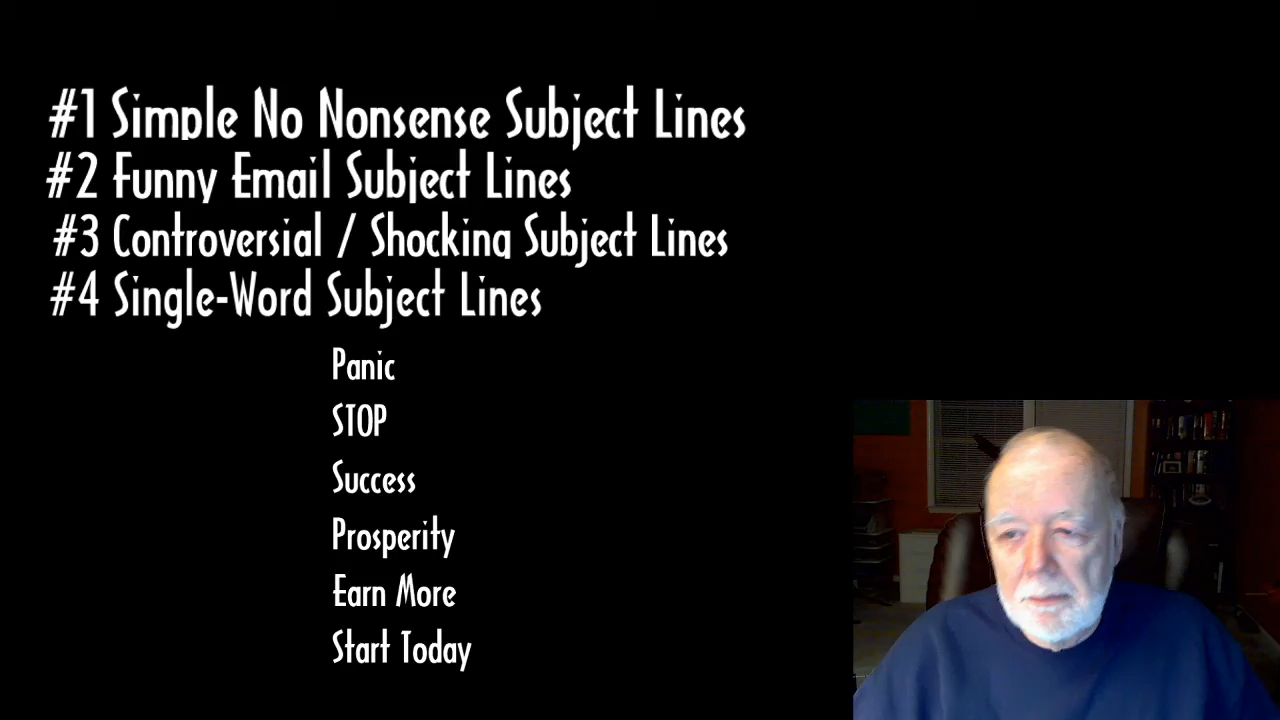 #1 Simple No Nonsense Subject Lines
#2 Funny Email Subject Lines
#3 Controversial / Shocking Subject Lines
#4 Single-Word Subject Lines
Panic
STOP
Success
Prosperity
Earn More
Start Today